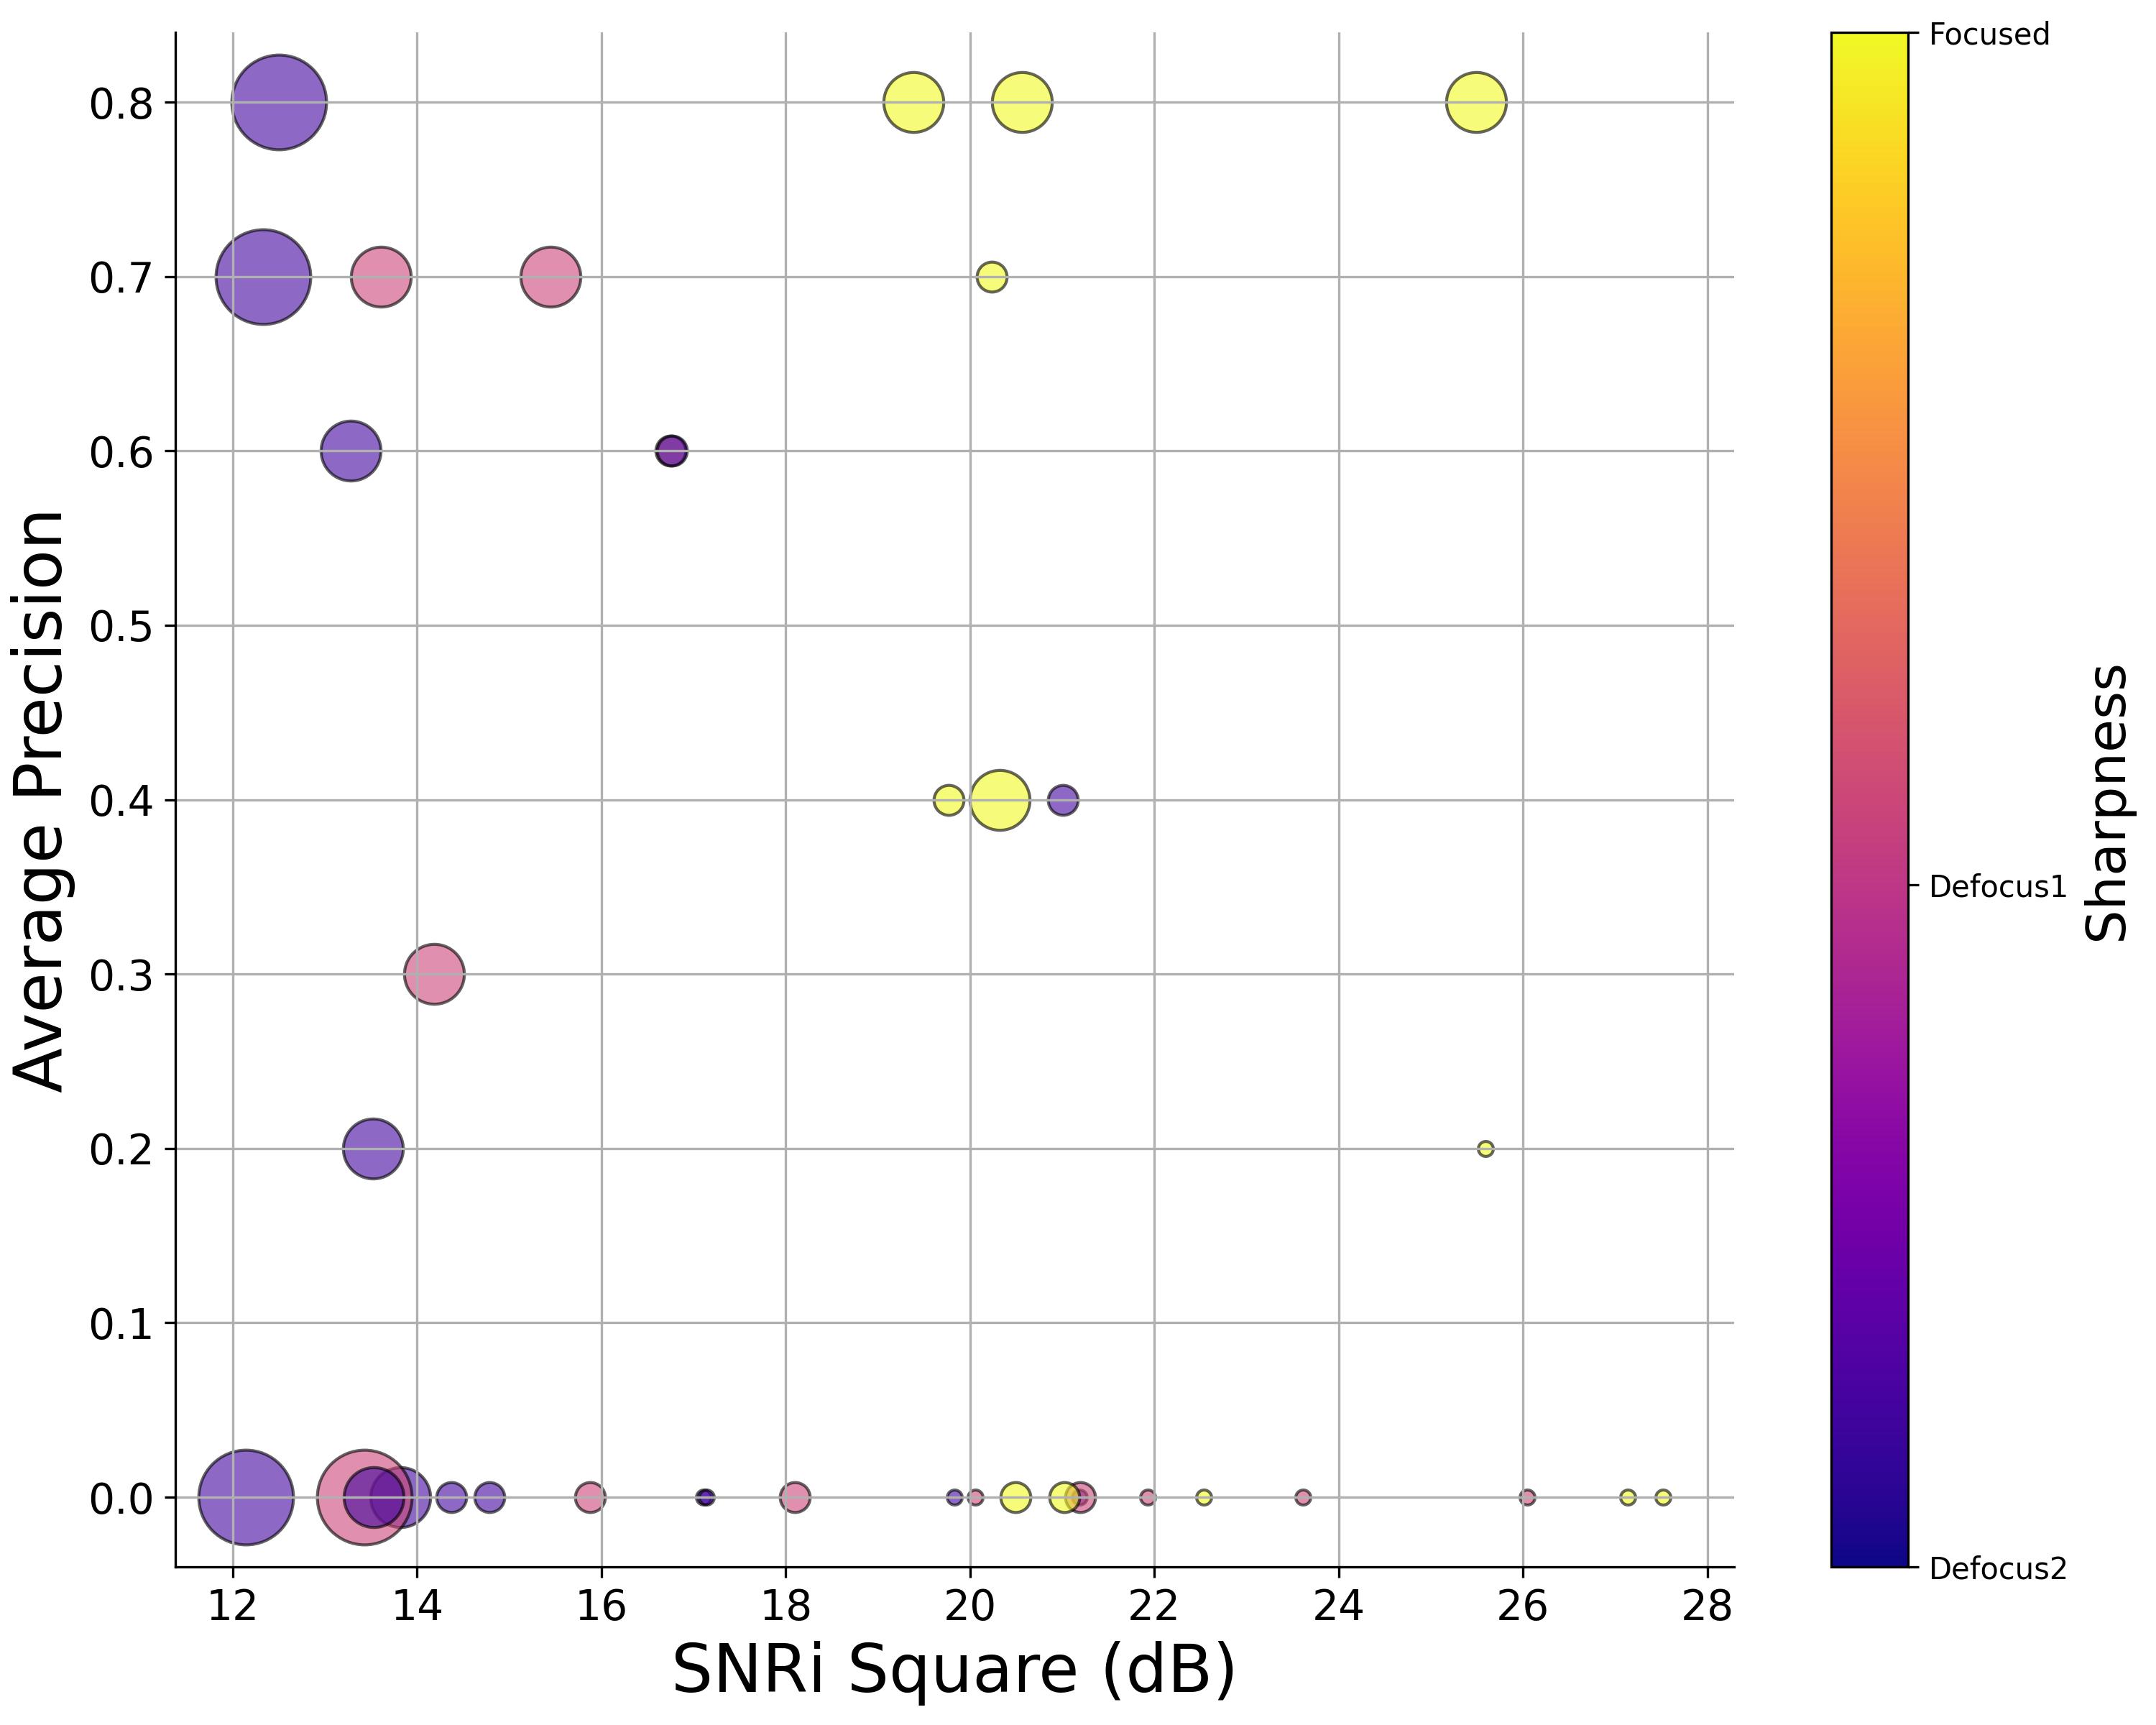 Average Precision
0.8
0.7
0.6
0.5
0.4
0.3
0.2
0.1
0.0
12 14 16 18 20 22 24 26 28
SNRi Square (dB)
Focused
Defocus1
Defocus2
Sharpness